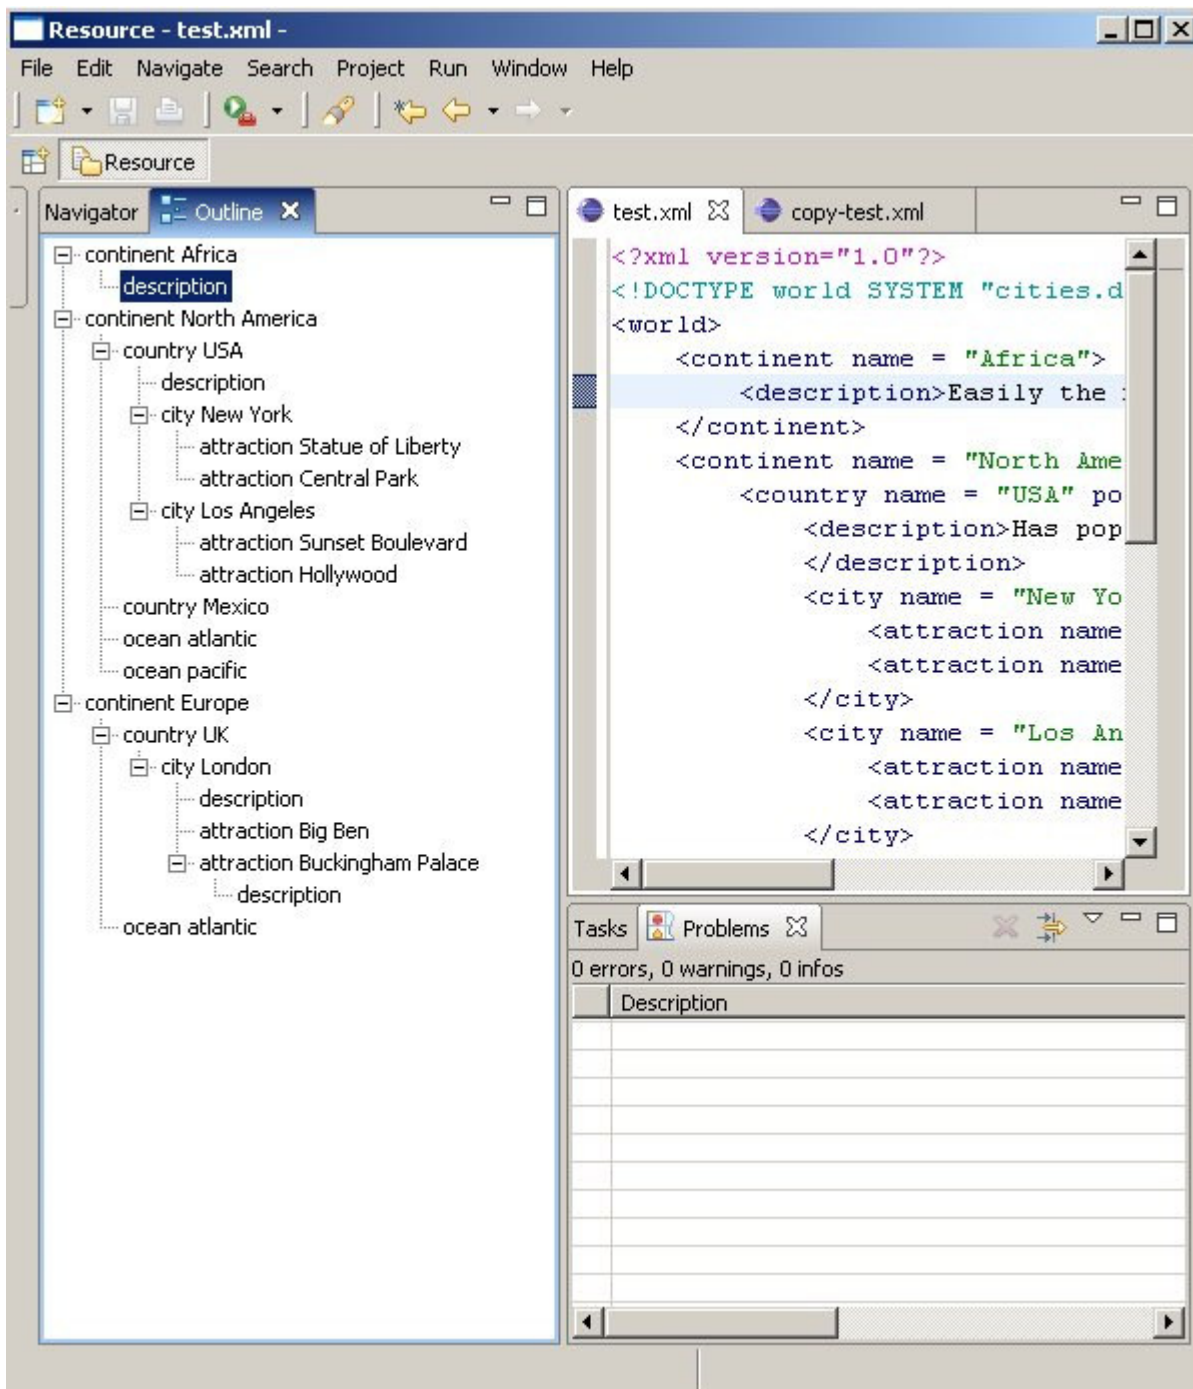 Resource - test.xml -
File Edit Navigate Search Project Run Window Help
Resource
Navigator Outline
continent Africa
description
continent North America
country USA
description
city New York
attraction Statue of Liberty
attraction Central Park
city Los Angeles
attraction Sunset Boulevard
attraction Hollywood
country Mexico
ocean atlantic
ocean pacific
continent Europe
country UK
city London
description
attraction Big Ben
attraction Buckingham Palace
description
ocean atlantic
test.xml copy-test.xml
<?xml version="1.0"?>
<!DOCTYPE world SYSTEM "cities.d
<world>
<continent name = "Africa">
<description>Easily the
</continent>
<continent name = "North Ame
<country name = "USA" po
<description>Has pop
</description>
<city name = "New Yo
<attraction name
<attraction name
</city>
<city name = "Los An
<attraction name
<attraction name
</city>
Tasks Problems
0 errors, 0 warnings, 0 infos
Description